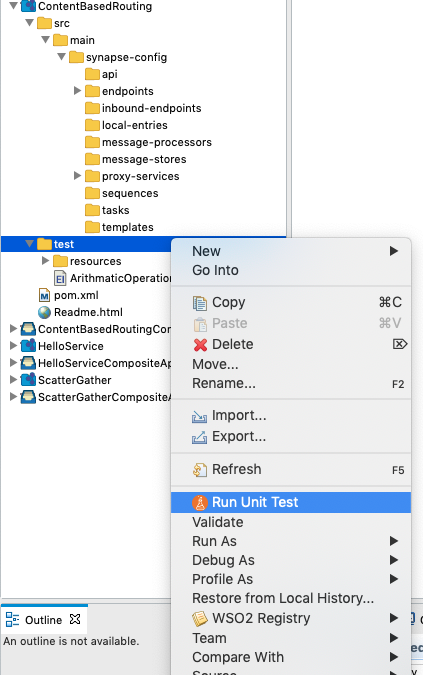 ContentBasedRouting
src
main
synapse-config
api
endpoints
inbound-endpoints
local-entries
message-processors
message-stores
proxy-services
sequences
tasks
templates
test
resources
ArithmaticOperation
pom.xml
Readme.html
ContentBasedRoutingCom
HelloService
HelloServiceCompositeAp
ScatterGather
ScatterGatherCompositeA
New
Go Into
Copy ⌘C
Paste ⌘V
Delete ⌦
Move...
Rename... F2
Import...
Export...
Refresh F5
Run Unit Test
Validate
Run As
Debug As
Profile As
Restore from Local History...
WSO2 Registry
Team
Compare With
Source
Outline
An outline is not available.